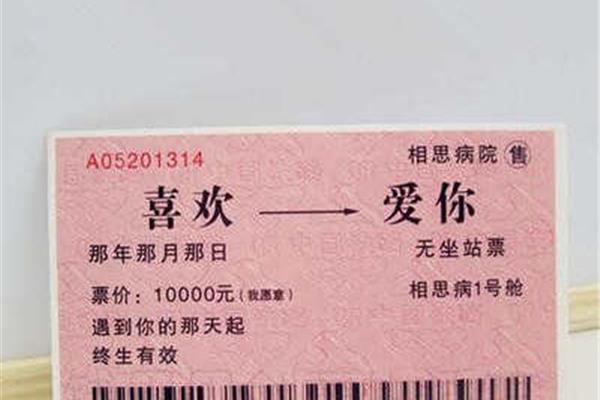 A05201314 相思病院 售
喜欢 → 爱你
那年那月那日 无坐站票
票价：10000元（我愿意） 相思病1号舱
遇到你的那天起
终生有效